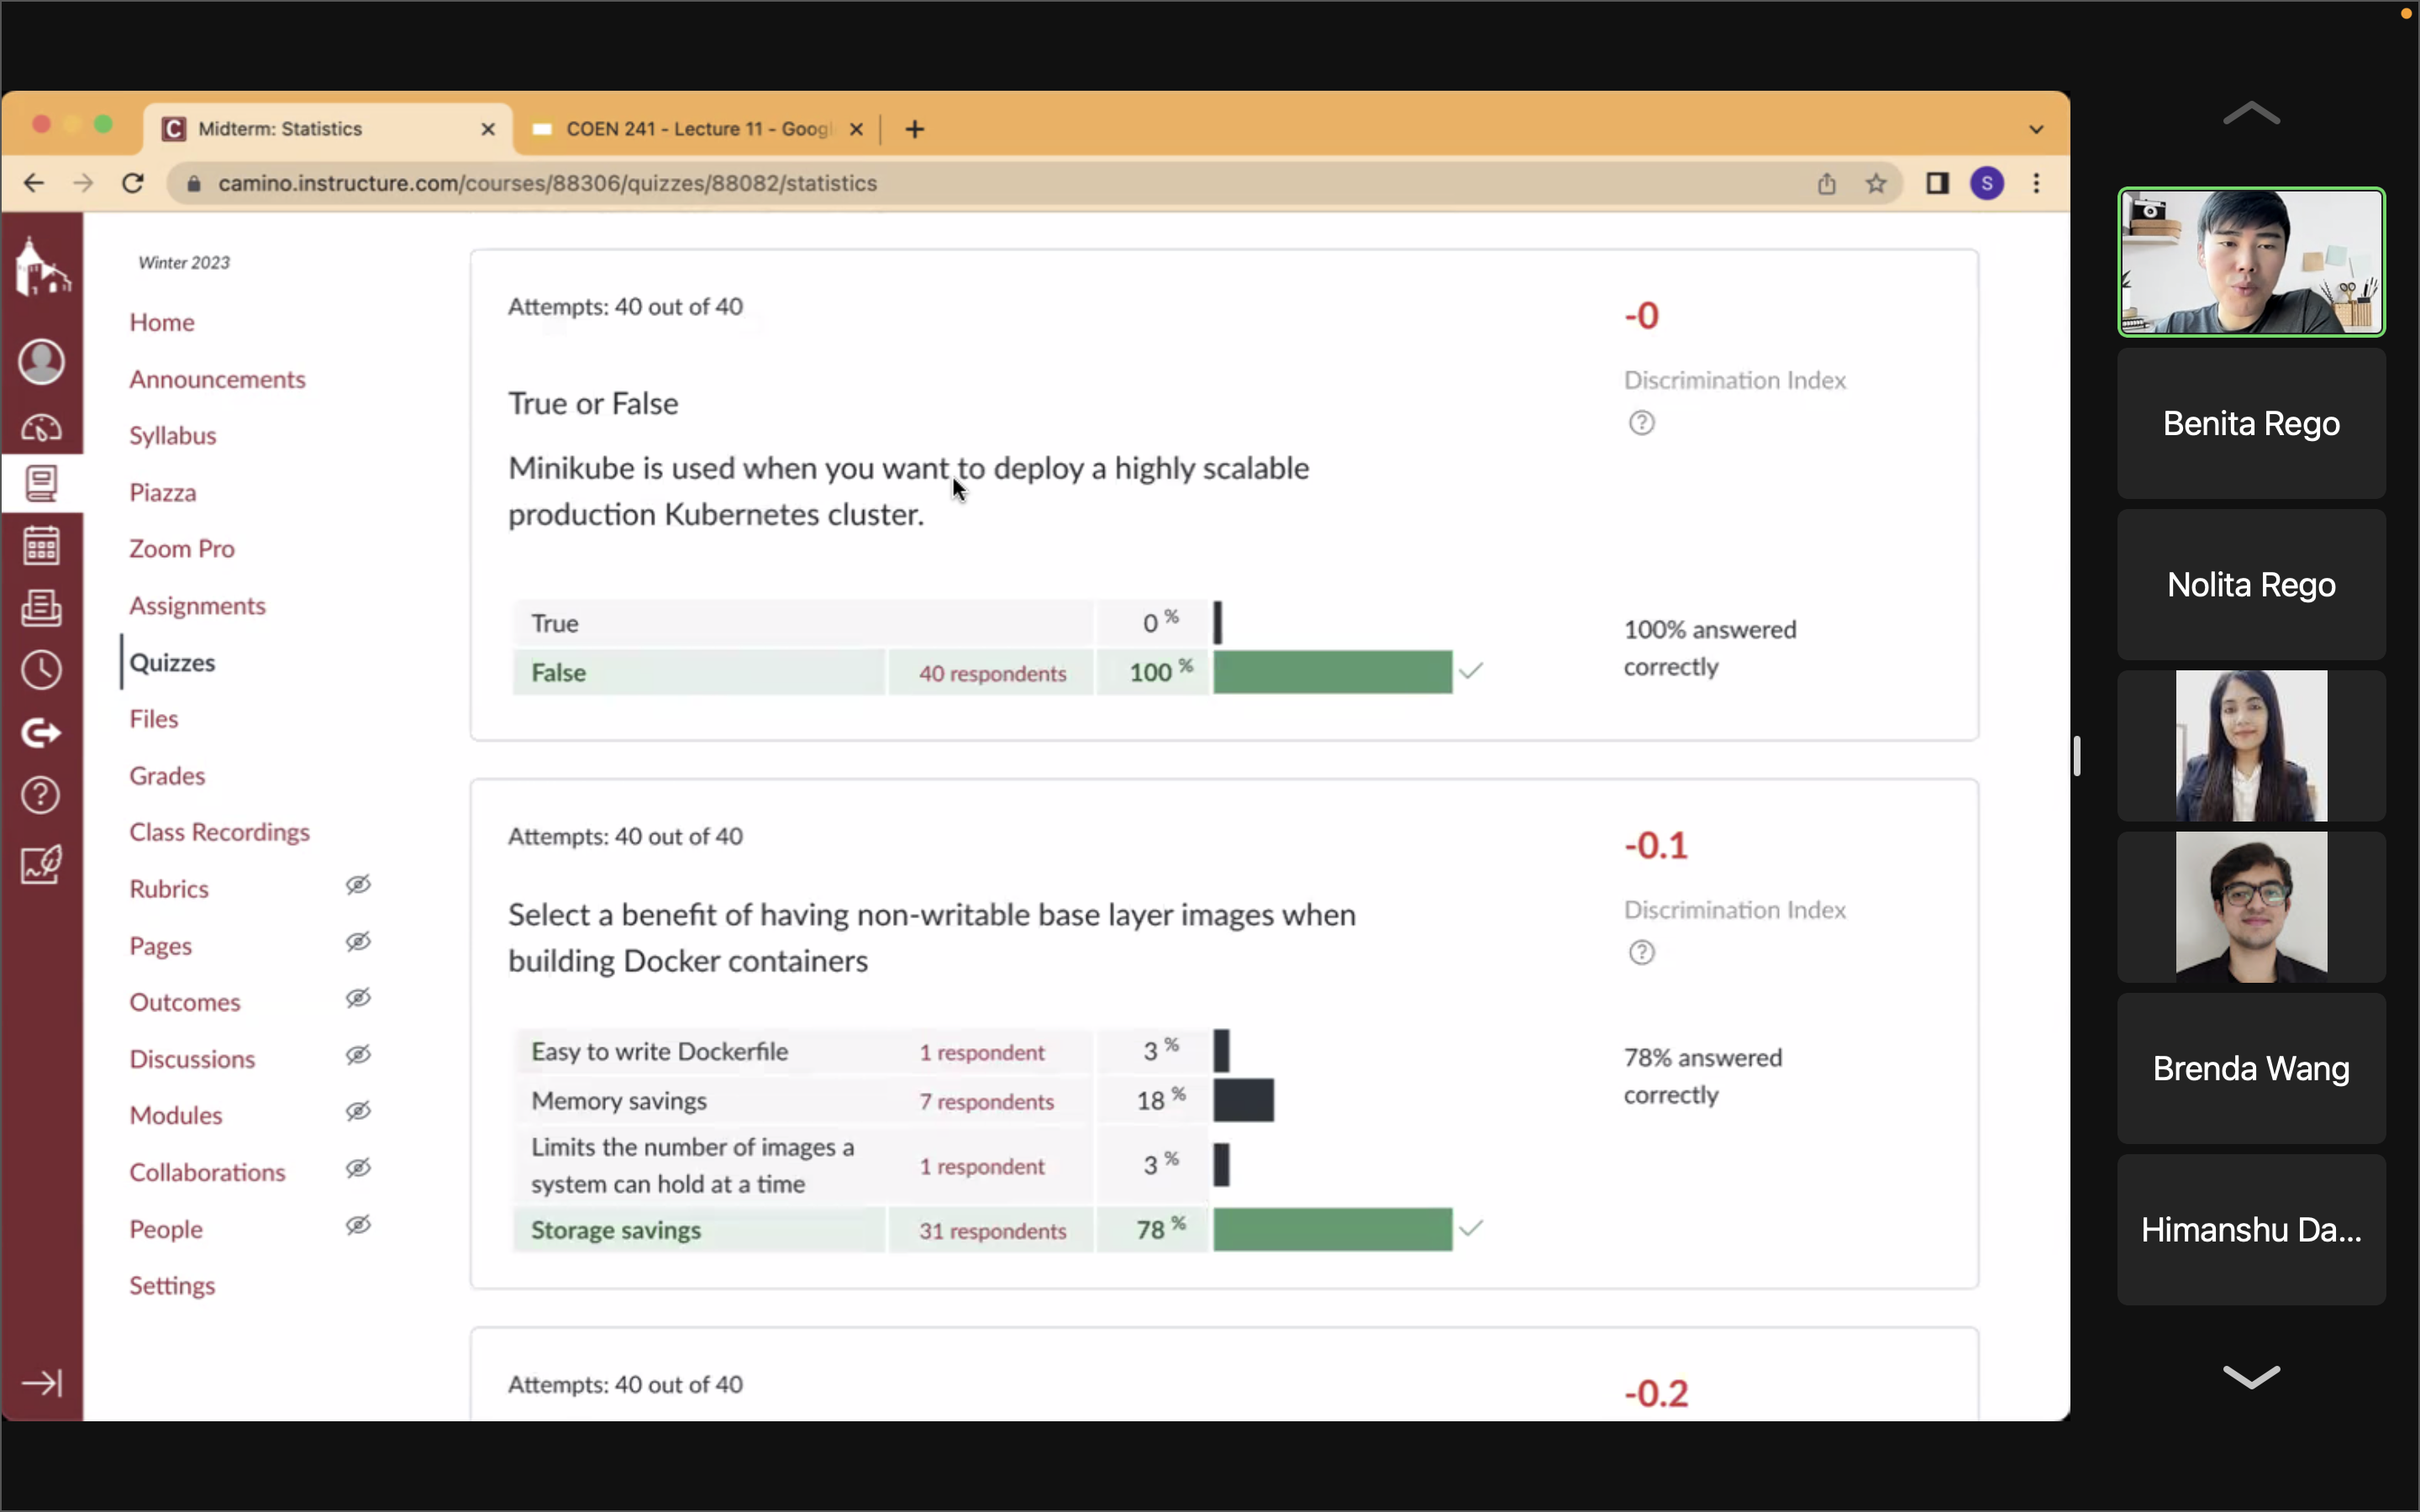 Midterm: Statistics
COEN 241 - Lecture 11 - Googl
camino.instructure.com/courses/88306/quizzes/88082/statistics
S
Winter 2023
Home
Announcements
Syllabus
Piazza
Zoom Pro
Assignments
Quizzes
Files
Grades
Class Recordings
Rubrics
Pages
Outcomes
Discussions
Modules
Collaborations
People
Settings
Attempts: 40 out of 40
-0
Discrimination Index
True or False
Minikube is used when you want to deploy a highly scalable
production Kubernetes cluster.
True 0 %
False 40 respondents 100 %
100% answered
correctly
Attempts: 40 out of 40
-0.1
Discrimination Index
Select a benefit of having non-writable base layer images when
building Docker containers
Easy to write Dockerfile 1 respondent 3 %
Memory savings 7 respondents 18 %
Limits the number of images a
system can hold at a time 1 respondent 3 %
Storage savings 31 respondents 78 %
78% answered
correctly
Attempts: 40 out of 40
-0.2
Benita Rego
Nolita Rego
Brenda Wang
Himanshu Da...